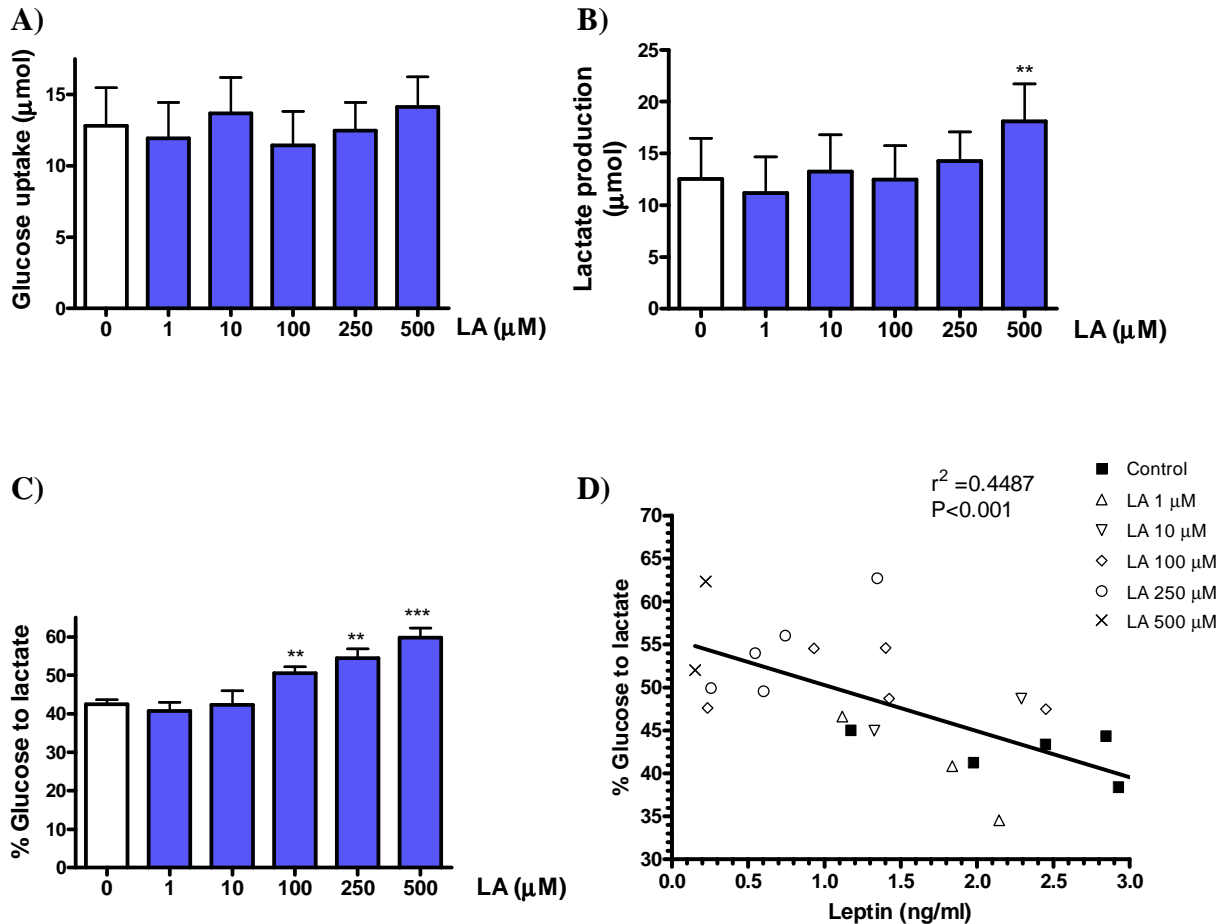 A)
Glucose uptake (μmol)
15
10
5
0
0 1 10 100 250 500 LA (μM)
B)
Lactate production
(μmol)
25
20
15
10
5
0
**
0 1 10 100 250 500 LA (μM)
C)
% Glucose to lactate
60
40
20
0
** ** ***
0 1 10 100 250 500 LA (μM)
D)
r² =0.4487
P<0.001
Control
LA 1 μM
LA 10 μM
LA 100 μM
LA 250 μM
LA 500 μM
% Glucose to lactate
70
65
60
55
50
45
40
35
30
0.0 0.5 1.0 1.5 2.0 2.5 3.0
Leptin (ng/ml)